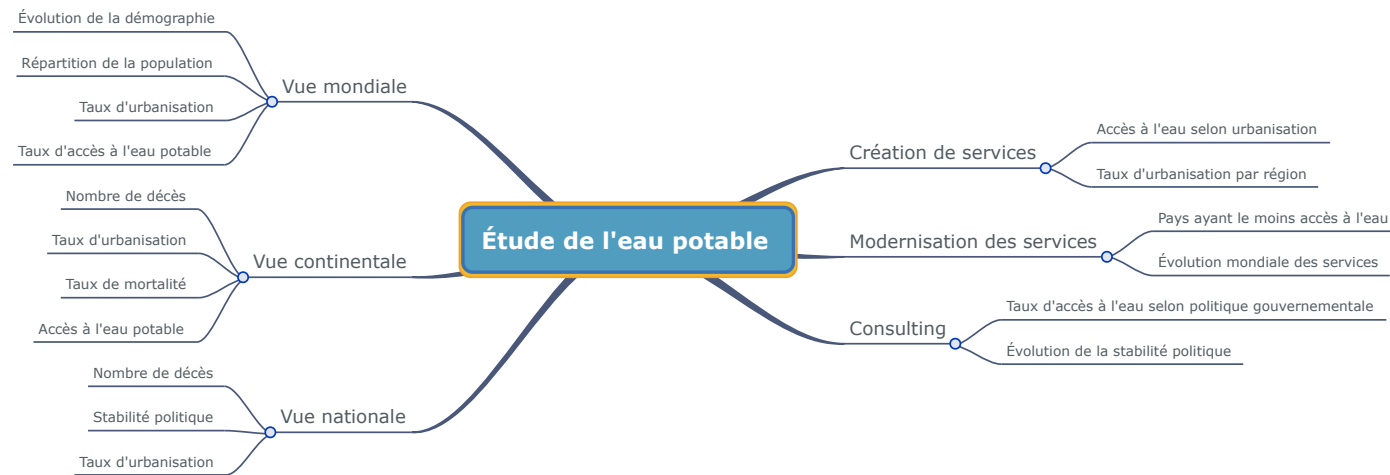 Étude de l'eau potable
Vue mondiale
Évolution de la démographie
Répartition de la population
Taux d'urbanisation
Taux d'accès à l'eau potable
Vue continentale
Nombre de décès
Taux d'urbanisation
Taux de mortalité
Accès à l'eau potable
Vue nationale
Nombre de décès
Stabilité politique
Taux d'urbanisation
Création de services
Accès à l'eau selon urbanisation
Taux d'urbanisation par région
Modernisation des services
Pays ayant le moins accès à l'eau
Évolution mondiale des services
Consulting
Taux d'accès à l'eau selon politique gouvernementale
Évolution de la stabilité politique